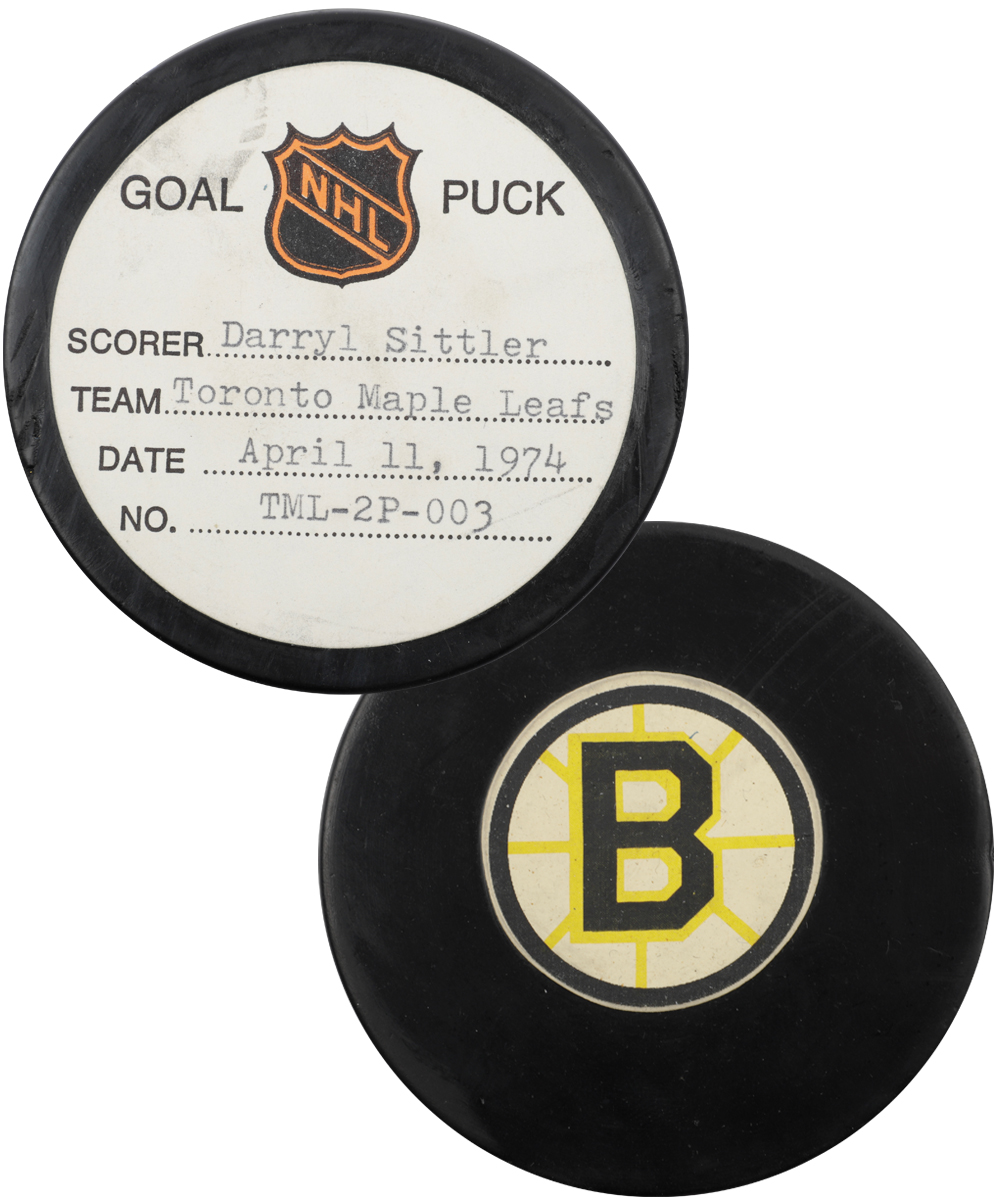 GOAL NHL PUCK
SCORER Darryl Sittler
TEAM Toronto Maple Leafs
DATE April 11, 1974
NO. TML-2P-003
B